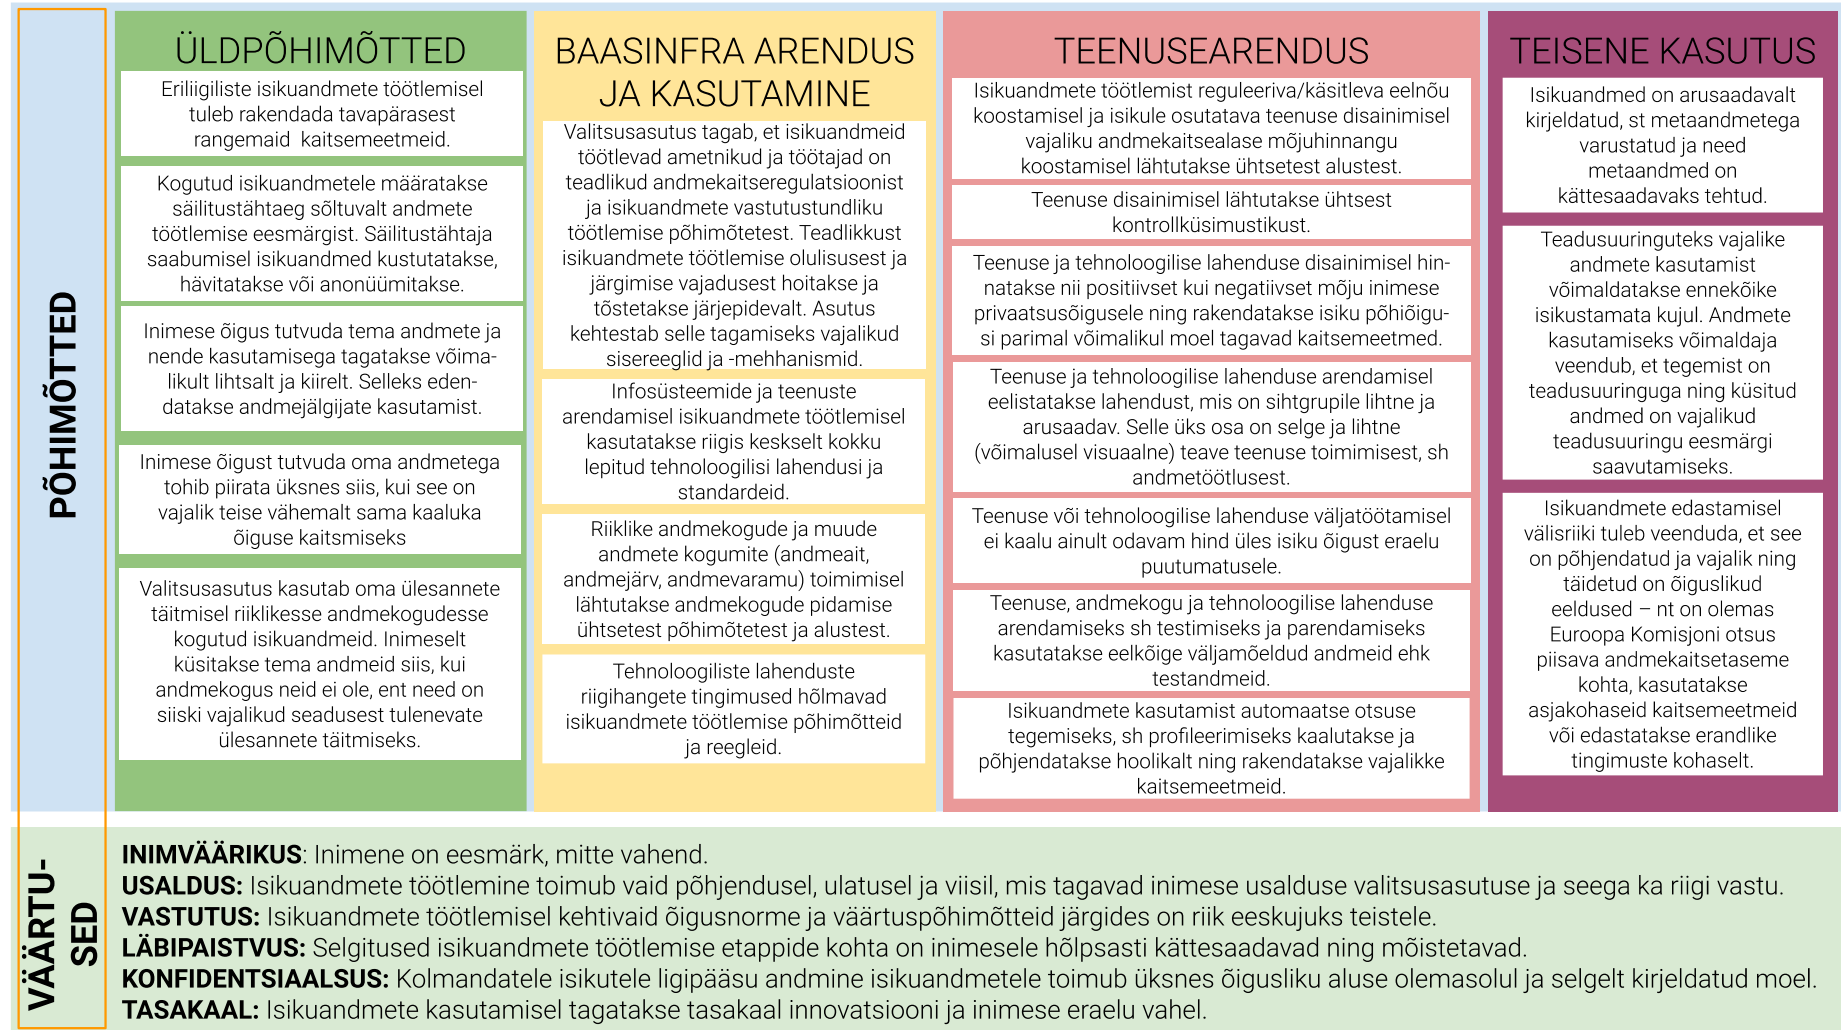 PÕHIMÕTTED
ÜLDPÕHIMÕTTED
Eriliigiliste isikuandmete töötlemisel
tuleb rakendada tavapärasest
rangemaid kaitsemeetmeid.
Kogutud isikuandmetele määratakse
säilitustähtaeg sõltuvalt andmete
töötlemise eesmärgist. Säilitustähtaja
saabumisel isikuandmed kustutatakse,
hävitatakse või anonüümitakse.
Inimese õigus tutvuda tema andmete ja
nende kasutamisega tagatakse võima-
likult lihtsalt ja kiirelt. Selleks eden-
datakse andmejälgijate kasutamist.
Inimese õigust tutvuda oma andmetega
tohib piirata üksnes siis, kui see on
vajalik teise vähemalt sama kaaluka
õiguse kaitsmiseks
Valitsusasutus kasutab oma ülesannete
täitmisel riiklikesse andmekogudesse
kogutud isikuandmeid. Inimeselt
küsitakse tema andmeid siis, kui
andmekogus neid ei ole, ent need on
siiski vajalikud seadusest tulenevate
ülesannete täitmiseks.
BAASINFRA ARENDUS
JA KASUTAMINE
Valitsusasutus tagab, et isikuandmeid
töötlevad ametnikud ja töötajad on
teadlikud andmekaitseregulatsioonist
ja isikuandmete vastutustundliku
töötlemise põhimõtetest. Teadlikkust
isikuandmete töötlemise olulisusest ja
järgimise vajadusest hoitakse ja
tõstetakse järjepidevalt. Asutus
kehtestab selle tagamiseks vajalikud
sisereeglid ja -mehhanismid.
Infosüsteemide ja teenuste
arendamisel isikuandmete töötlemisel
kasutatakse riigis keskselt kokku
lepitud tehnoloogilisi lahendusi ja
standardeid.
Riiklike andmekogude ja muude
andmete kogumite (andmeait,
andmejärv, andmevaramu) toimimisel
lähtutakse andmekogude pidamise
ühtsetest põhimõtetest ja alustest.
Tehnoloogiliste lahenduste
riigihangete tingimused hõlmavad
isikuandmete töötlemise põhimõtteid
ja reegleid.
TEENUSEARENDUS
Isikuandmete töötlemist reguleeriva/käsitleva eelnõu
koostamisel ja isikule osutatava teenuse disainimisel
vajaliku andmekaitsealase mõjuhinnangu
koostamisel lähtutakse ühtsetest alustest.
Teenuse disainimisel lähtutakse ühtsest
kontrollküsimustikust.
Teenuse ja tehnoloogilise lahenduse disainimisel hin-
natakse nii positiivset kui negatiivset mõju inimese
privaatsusõigusele ning rakendatakse isiku põhiõigu-
si parimal võimalikul moel tagavad kaitsemeetmed.
Teenuse ja tehnoloogilise lahenduse arendamisel
eelistatakse lahendust, mis on sihtgrupile lihtne ja
arusaadav. Selle üks osa on selge ja lihtne
(võimalusel visuaalne) teave teenuse toimimisest, sh
andmetöötlusest.
Teenuse või tehnoloogilise lahenduse väljatöötamisel
ei kaalu ainult odavam hind üles isiku õigust eraelu
puutumatusele.
Teenuse, andmekogu ja tehnoloogilise lahenduse
arendamiseks sh testimiseks ja parendamiseks
kasutatakse eelkõige väljamõeldud andmeid ehk
testandmeid.
Isikuandmete kasutamist automaatse otsuse
tegemiseks, sh profileerimiseks kaalutakse ja
põhjendatakse hoolikalt ning rakendatakse vajalikke
kaitsemeetmeid.
TEISENE KASUTUS
Isikuandmed on arusaadavalt
kirjeldatud, st metaandmetega
varustatud ja need
metaandmed on
kättesaadavaks tehtud.
Teadusuuringuteks vajalike
andmete kasutamist
võimaldatakse ennekõike
isikustamata kujul. Andmete
kasutamiseks võimaldaja
veendub, et tegemist on
teadusuuringuga ning küsitud
andmed on vajalikud
teadusuuringu eesmärgi
saavutamiseks.
Isikuandmete edastamisel
välisriiki tuleb veenduda, et see
on põhjendatud ja vajalik ning
täidetud on õiguslikud
eeldused – nt on olemas
Euroopa Komisjoni otsus
piisava andmekaitsetaseme
kohta, kasutatakse
asjakohaseid kaitsemeetmeid
või edastatakse erandlike
tingimuste kohaselt.
VÄÄRTU-
SED
INIMVÄÄRIKUS: Inimene on eesmärk, mitte vahend.
USALDUS: Isikuandmete töötlemine toimub vaid põhjendusel, ulatusel ja viisil, mis tagavad inimese usalduse valitsusasutuse ja seega ka riigi vastu.
VASTUTUS: Isikuandmete töötlemisel kehtivaid õigusnorme ja väärtuspõhimõtteid järgides on riik eeskujuks teistele.
LÄBIPAISTVUS: Selgitused isikuandmete töötlemise etappide kohta on inimesele hõlpsasti kättesaadavad ning mõistetavad.
KONFIDENTSIAALSUS: Kolmandatele isikutele ligipääsu andmine isikuandmetele toimub üksnes õigusliku aluse olemasolul ja selgelt kirjeldatud moel.
TASAKAAL: Isikuandmete kasutamisel tagatakse tasakaal innovatsiooni ja inimese eraelu vahel.